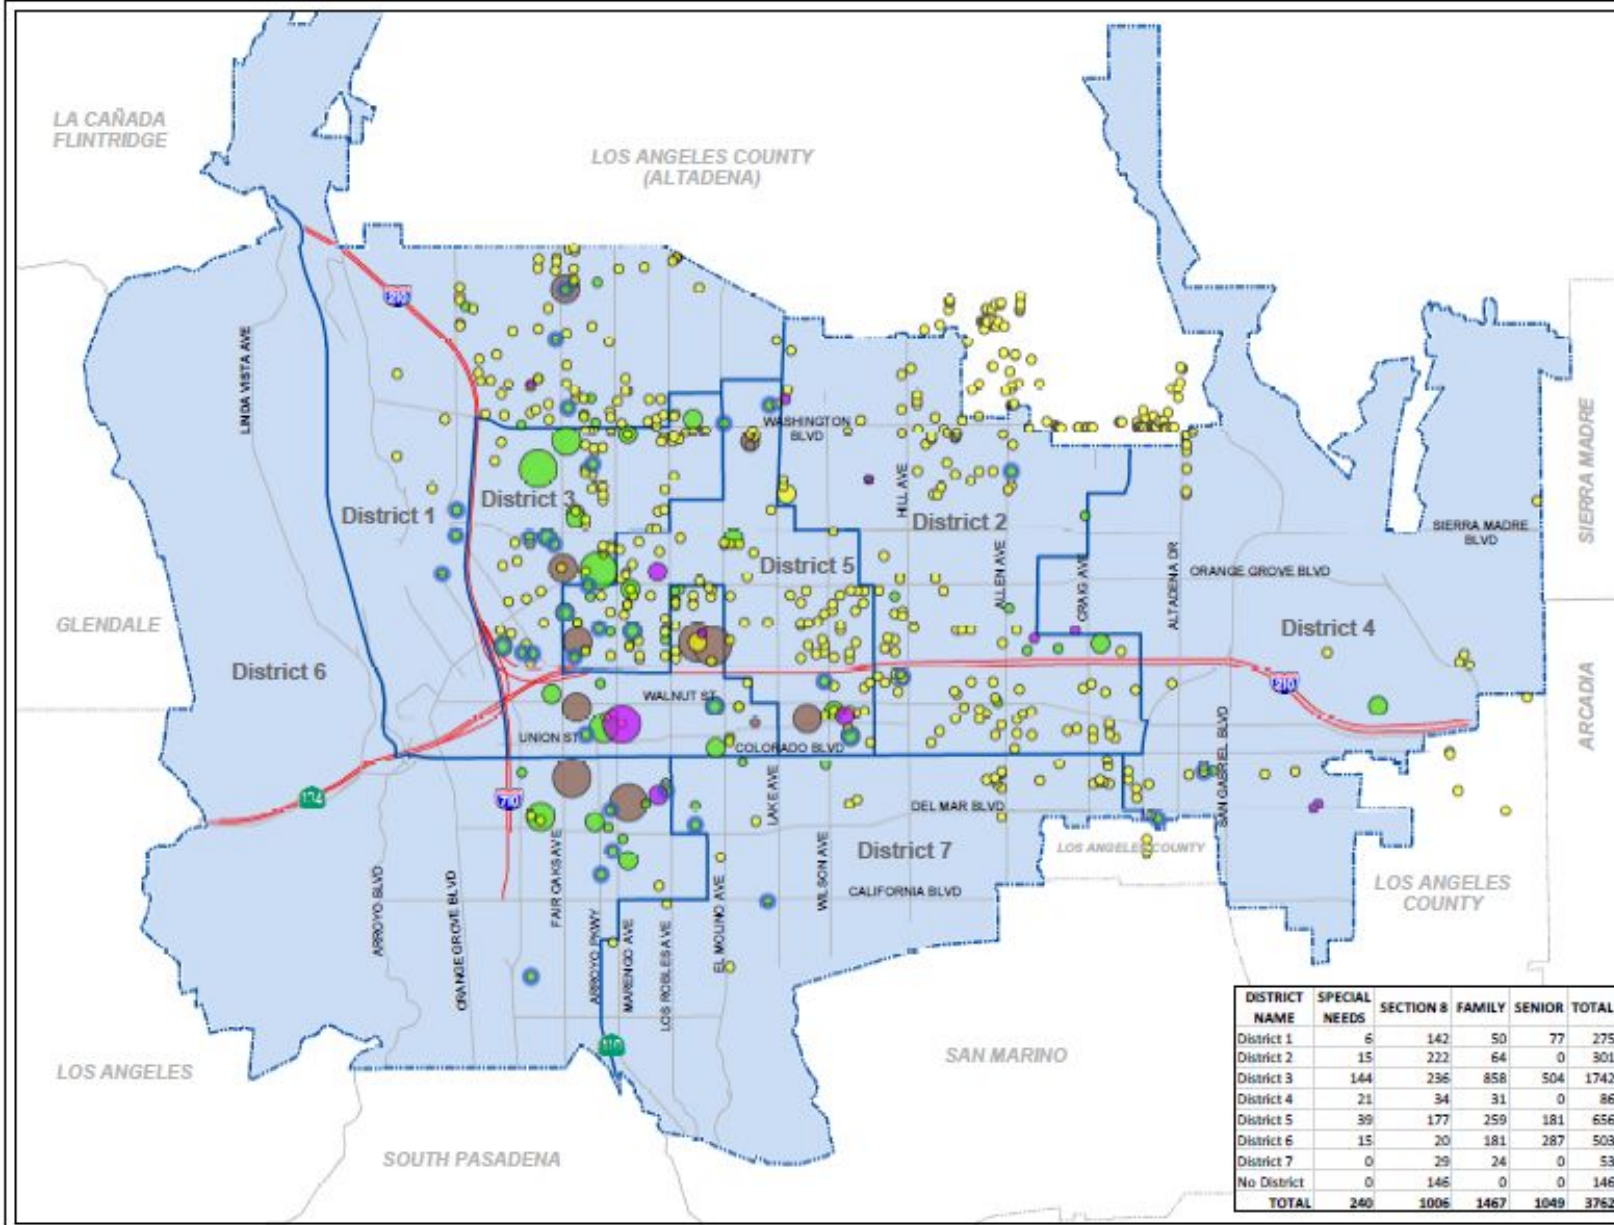 LA CAÑADA
FLINTRIDGE
LOS ANGELES COUNTY
(ALTADENA)
210
LINDA VISTA AVE
WASHINGTON
BLVD
SIERRA MADRE
HILL AVE
District 3
District 1
District 2
SIERRA MADRE
BLVD
District 5
ALLEN AVE
CRAIG AVE
ALTADENA DR
ORANGE GROVE BLVD
GLENDALE
District 4
District 6
210
WALNUT ST
UNION ST
COLORADO BLVD
ARCADIA
134
710
LAKE AVE
SAN GABRIEL BLVD
DEL MAR BLVD
District 7
LOS ANGELES COUNTY
FAIR OAKS AVE
WILSON AVE
CALIFORNIA BLVD
LOS ANGELES
COUNTY
ARROYO BLVD
ORANGE GROVE BLVD
ARROYO PKWY
MARENGO AVE
LOS ROBLES AVE
EL MOLINO AVE
110
LOS ANGELES
SAN MARINO
SOUTH PASADENA
DISTRICT NAME SPECIAL NEEDS SECTION 8 FAMILY SENIOR TOTAL
District 1 6 142 50 77 275
District 2 15 222 64 0 301
District 3 144 236 858 504 1742
District 4 21 34 31 0 86
District 5 39 177 259 181 656
District 6 15 20 181 287 503
District 7 0 29 24 0 53
No District 0 146 0 0 146
TOTAL 240 1006 1467 1049 3762